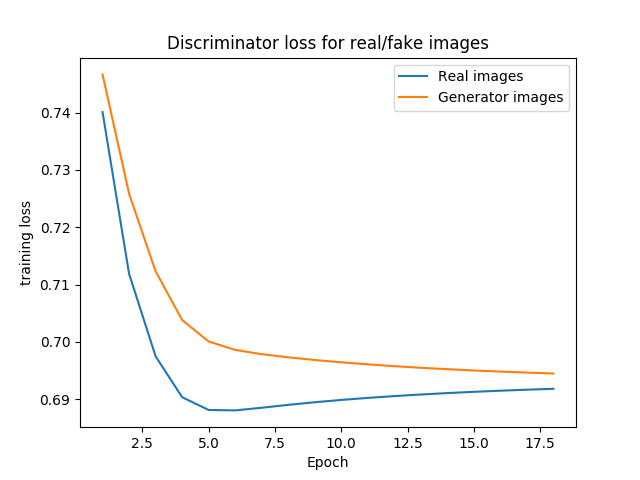 Discriminator loss for real/fake images
Real images
Generator images
training loss
0.74
0.73
0.72
0.71
0.70
0.69
2.5 5.0 7.5 10.0 12.5 15.0 17.5
Epoch